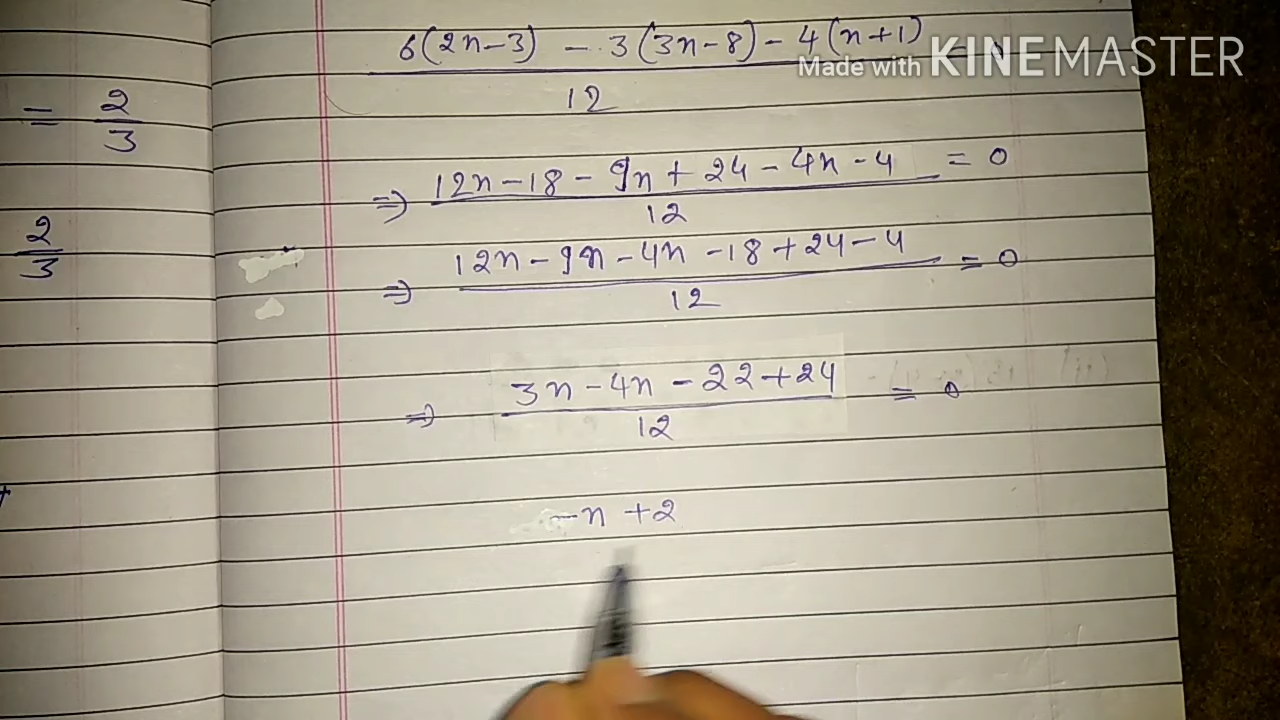 = 2/3
2/3
6(2x-3) - 3(3x-8) - 4(x+1)
12
Made with KINEMASTER
⇒ 12x-18-9x+24-4x-4 = 0
12
⇒ 12x-9x-4x-18+24-4 = 0
12
⇒ 3x-4x-22+24 = 0
12
-x+2